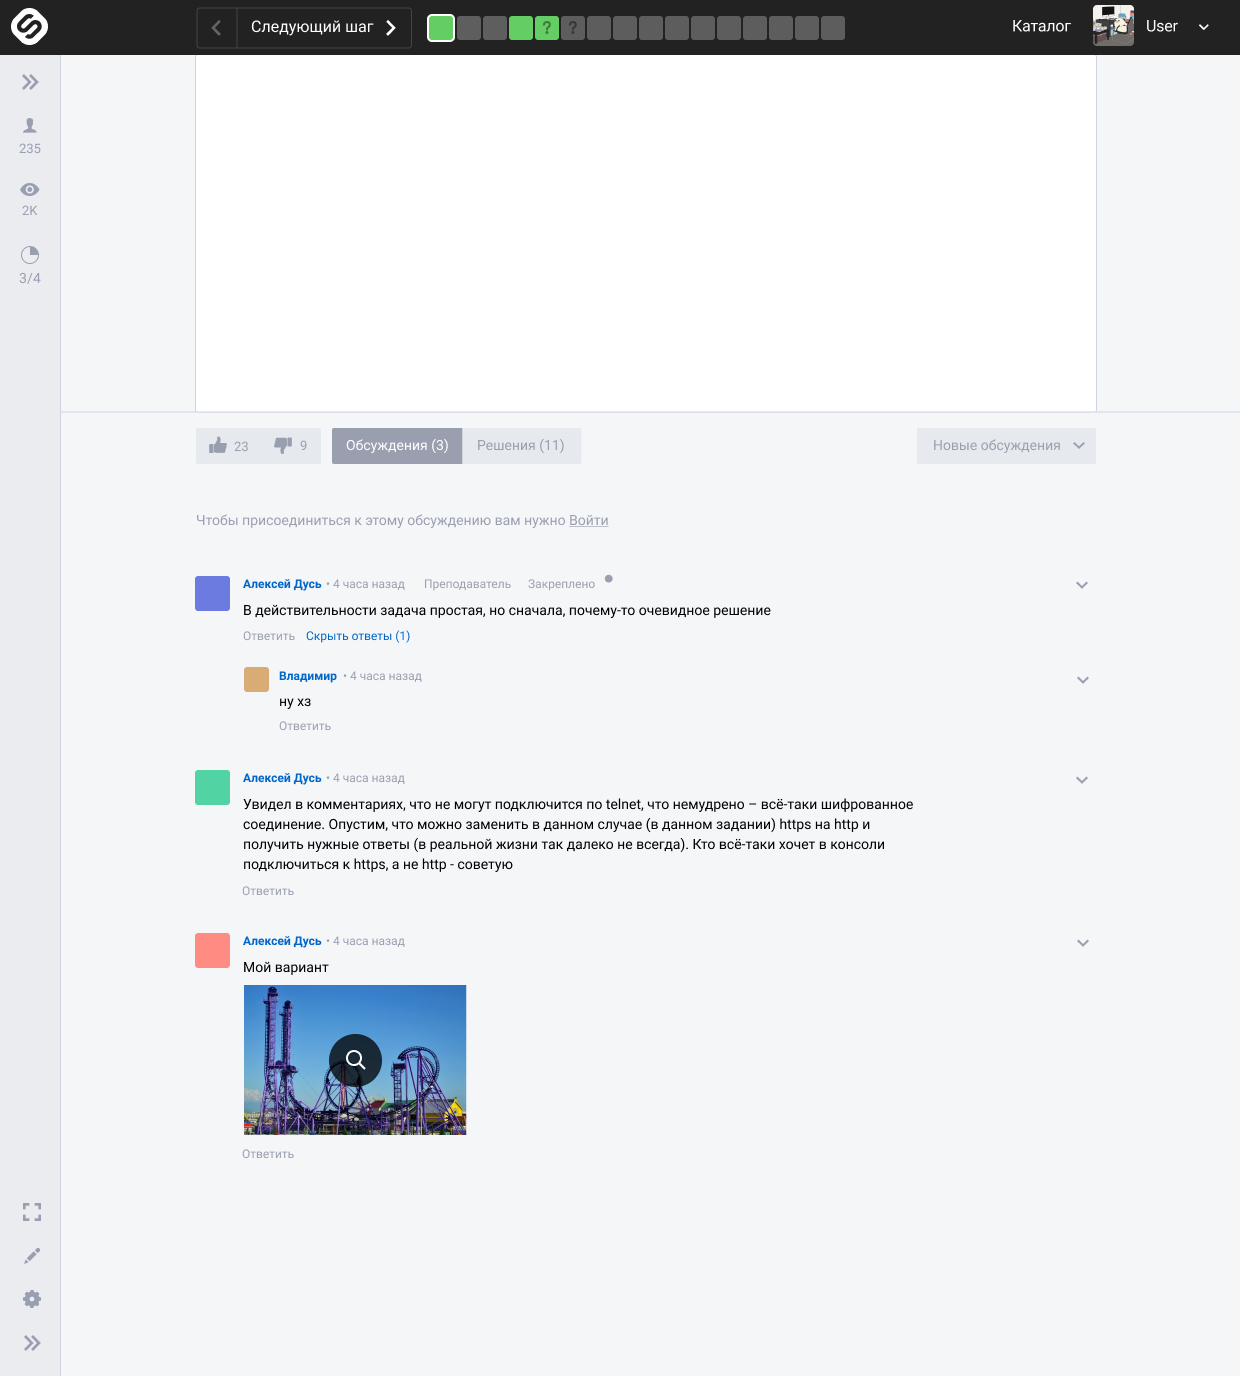 Следующий шаг
? ?
Каталог
User
235
2K
3/4
23 9
Обсуждения (3) Решения (11)
Новые обсуждения
Чтобы присоединиться к этому обсуждению вам нужно Войти
Алексей Дусь • 4 часа назад Преподаватель Закреплено
В действительности задача простая, но сначала, почему-то очевидное решение
Ответить Скрыть ответы (1)
Владимир • 4 часа назад
ну хз
Ответить
Алексей Дусь • 4 часа назад
Увидел в комментариях, что не могут подключится по telnet, что немудрено – всё-таки шифрованное
соединение. Опустим, что можно заменить в данном случае (в данном задании) https на http и
получить нужные ответы (в реальной жизни так далеко не всегда). Кто всё-таки хочет в консоли
подключиться к https, а не http - советую
Ответить
Алексей Дусь • 4 часа назад
Мой вариант
Ответить